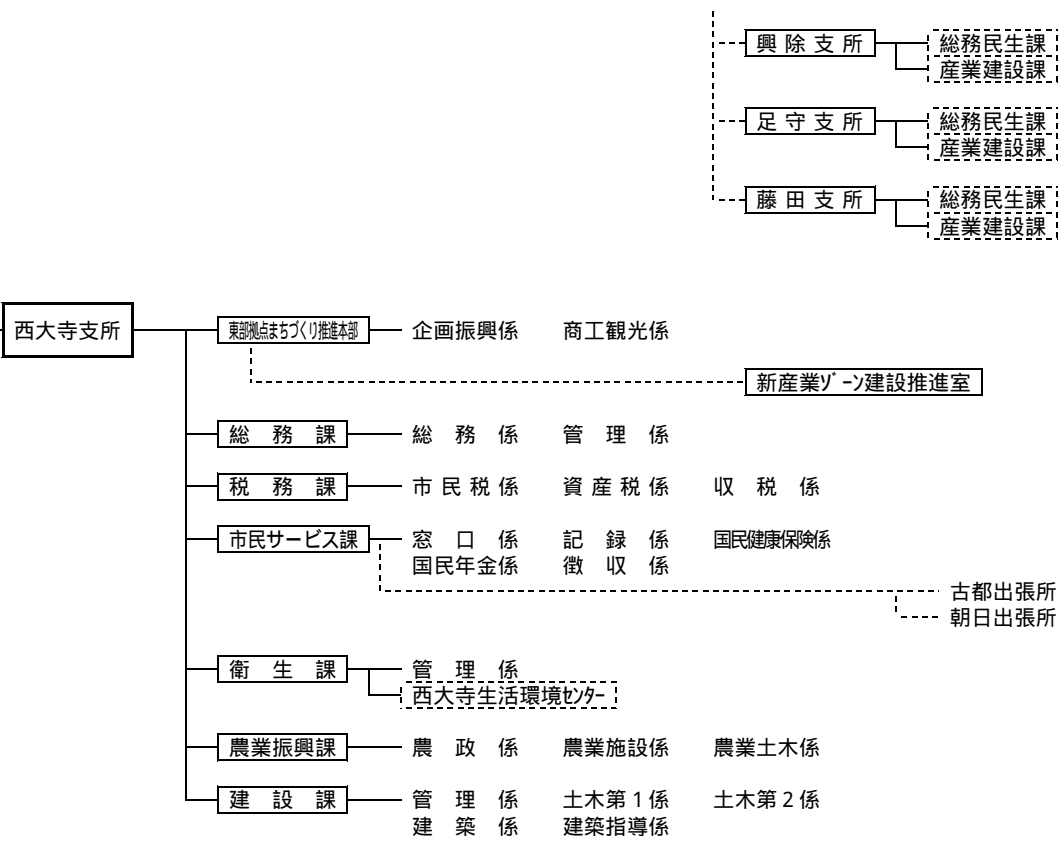 興除支所 総務民生課
産業建設課
足守支所 総務民生課
産業建設課
藤田支所 総務民生課
産業建設課
西大寺支所 東部拠点まちづくり推進本部 企画振興係 商工観光係
新産業ゾーン建設推進室
総務課 総務係 管理係
税務課 市民税係 資産税係 収税係
市民サービス課 窓口係 記録係 国民健康保険係
国民年金係 徴収係
古都出張所
朝日出張所
衛生課 管理係
西大寺生活環境センター
農業振興課 農政係 農業施設係 農業土木係
建設課 管理係 土木第1係 土木第2係
建築係 建築指導係